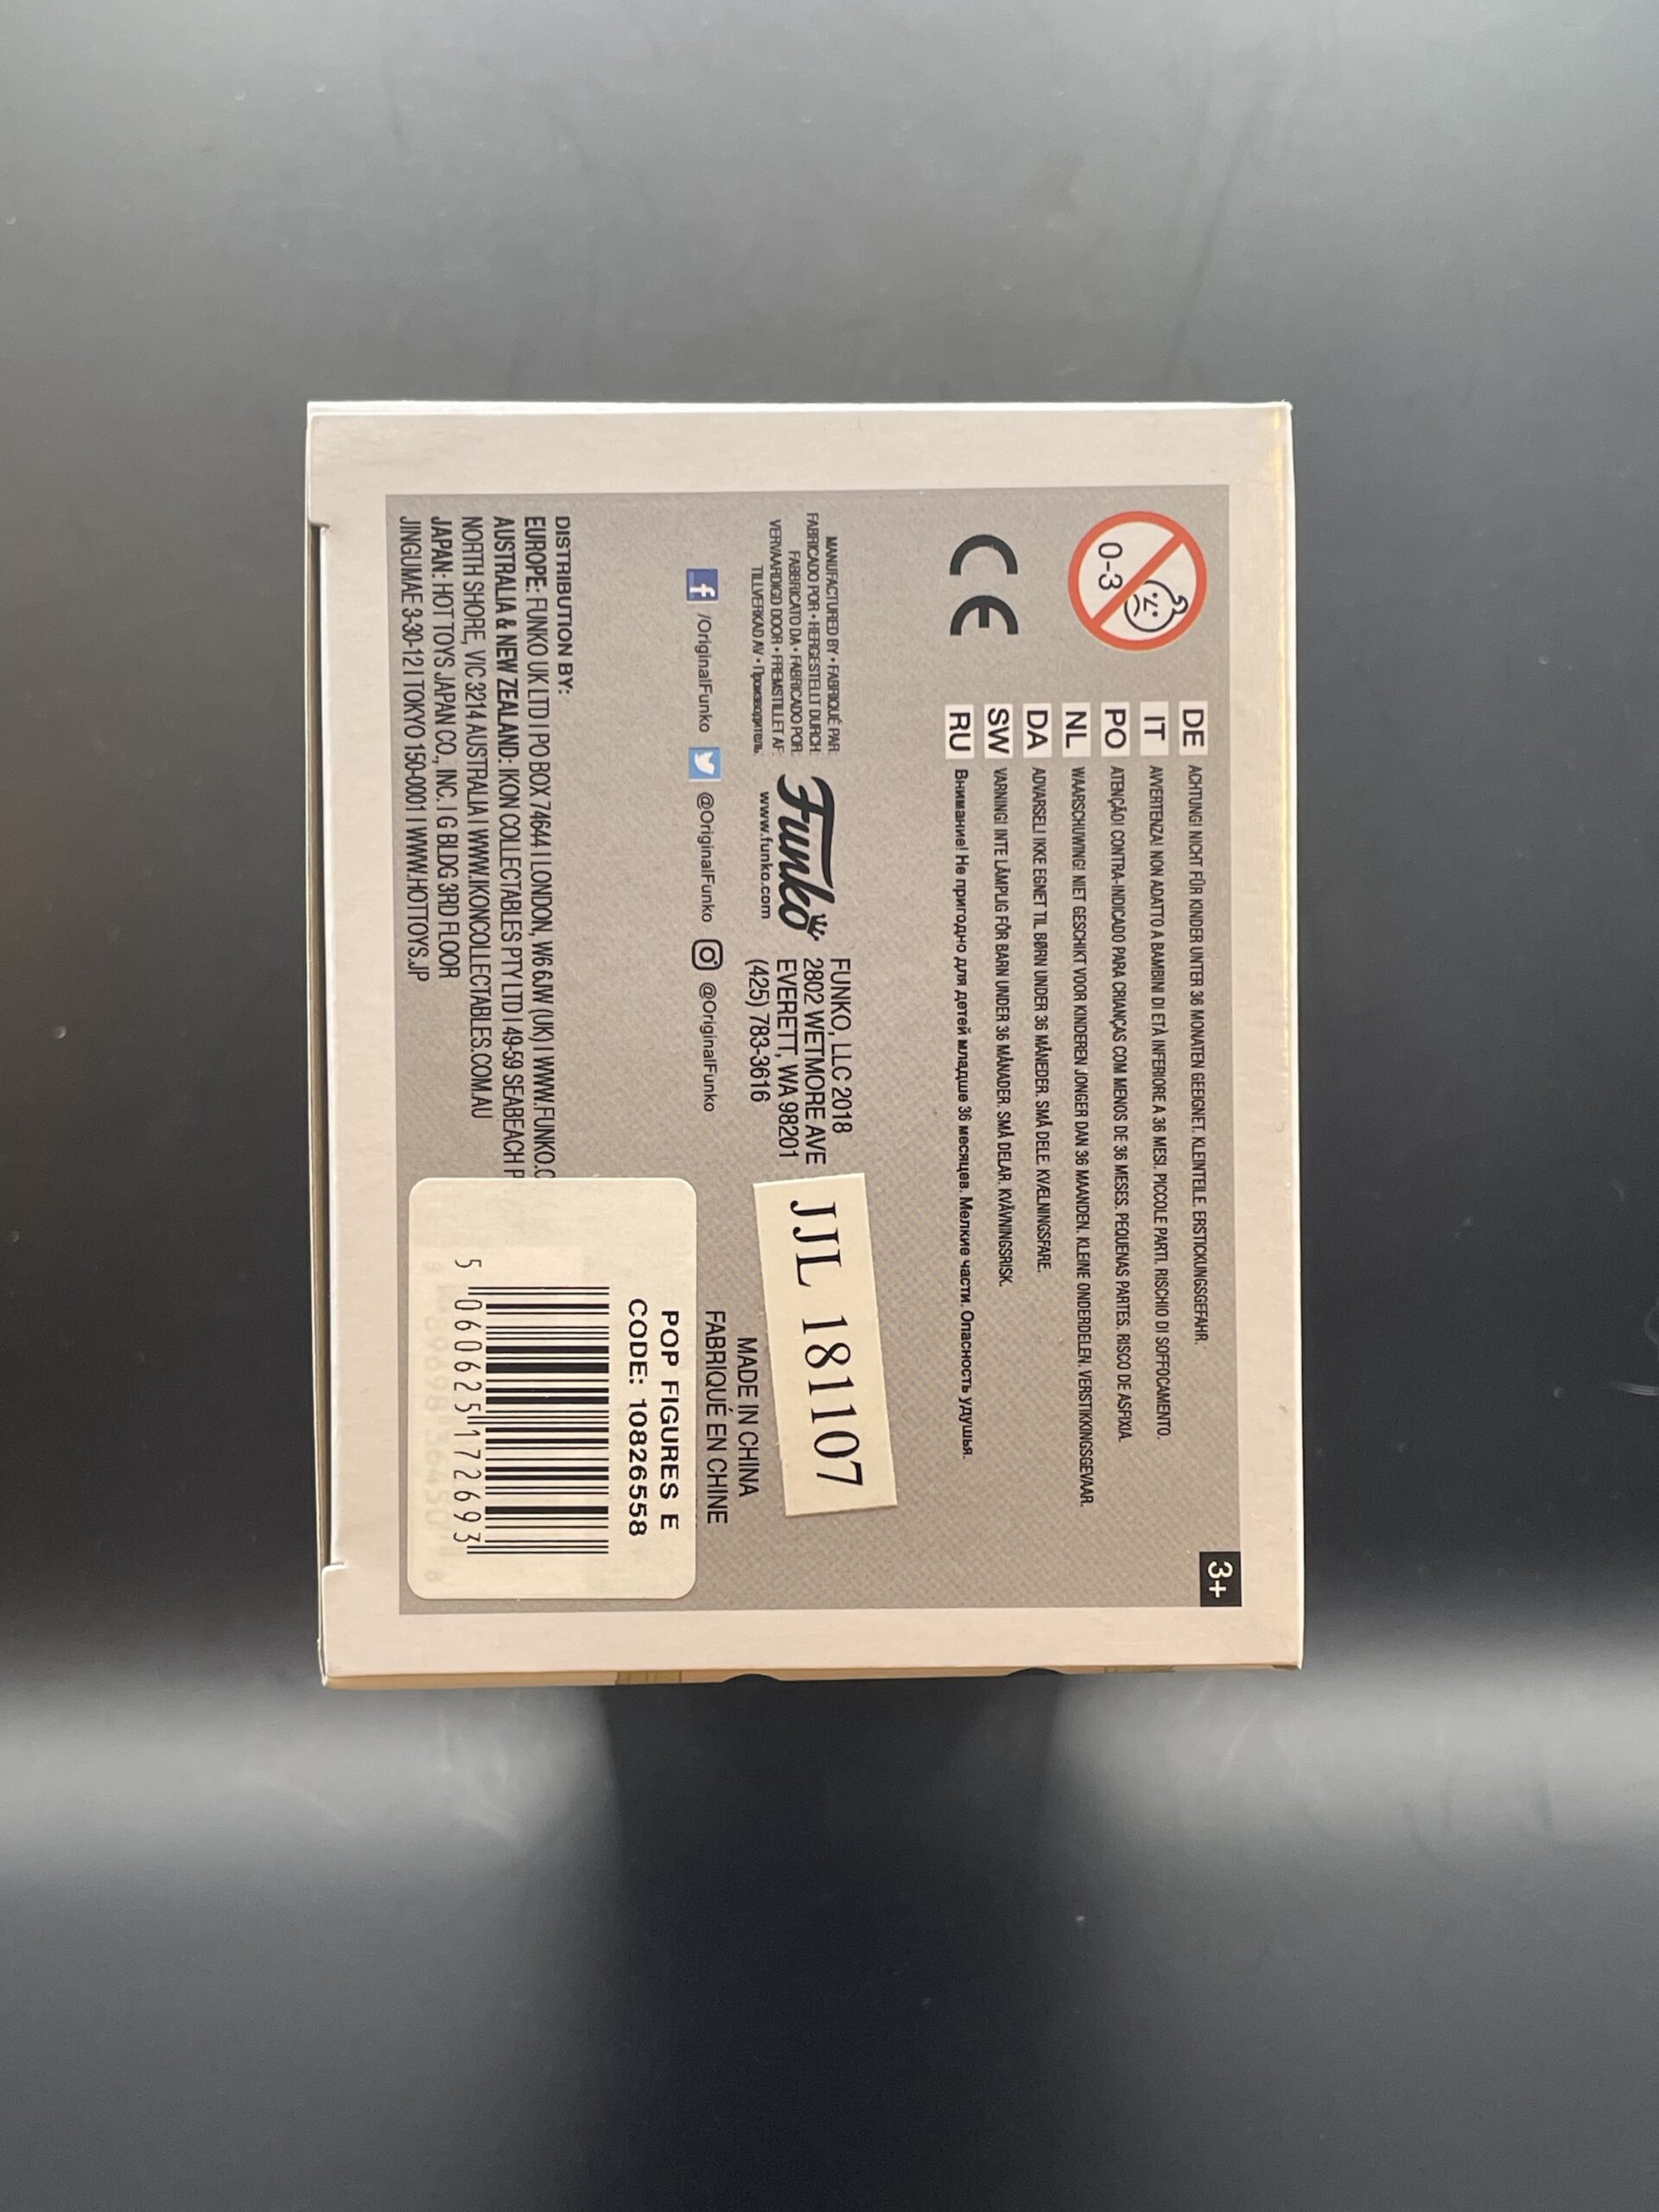 3+
0-3
DE ACHTUNG! NICHT FÜR KINDER UNTER 36 MONATEN GEEIGNET. KLEINTEILE. ERSTICKUNGSGEFAHR.
IT AVVERTENZA! NON ADATTO A BAMBINI DI ETÀ INFERIORE A 36 MESI. PICCOLE PARTI. RISCHIO DI SOFFOCAMENTO.
PO ATENÇÃO! CONTRA-INDICADO PARA CRIANÇAS COM MENOS DE 36 MESES. PEQUENAS PARTES. RISCO DE ASFIXIA.
NL WAARSCHUWING! NIET GESCHIKT VOOR KINDEREN JONGER DAN 36 MAANDEN. KLEINE ONDERDELEN. VERSTIKKINGSGEVAAR.
DA ADVARSEL! IKKE EGNET TIL BØRN UNDER 36 MÅNEDER. SMÅ DELE. KVÆLNINGSFARE.
SW VARNING! INTE LÄMPLIG FÖR BARN UNDER 36 MÅNADER. SMÅ DELAR. KVÄVNINGSRISK.
RU Внимание! Не пригодно для детей младше 36 месяцев. Мелкие части. Опасность удушья.
CE
MANUFACTURED BY • FABRIQUÉ PAR:
FABRICADO POR • HERGESTELLT DURCH:
FABBRICATO DA • FABRICADO POR:
VERVAARDIGD DOOR • FREMSTILLET AF:
TILLVERKAD AV • Производитель:
Funko
www.funko.com
FUNKO, LLC 2018
2802 WETMORE AVE
EVERETT, WA 98201
(425) 783-3616
JJL 181107
/OriginalFunko @OriginalFunko @OriginalFunko
MADE IN CHINA
FABRIQUÉ EN CHINE
DISTRIBUTION BY:
EUROPE: FUNKO UK LTD | PO BOX 74644 | LONDON, W6 6JW (UK) | WWW.FUNKO.C
AUSTRALIA & NEW ZEALAND: IKON COLLECTABLES PTY LTD | 49-59 SEABEACH P
NORTH SHORE, VIC 3214 AUSTRALIA | WWW.IKONCOLLECTABLES.COM.AU
JAPAN: HOT TOYS JAPAN CO., INC. | G BLDG 3RD FLOOR
JINGUMAE 3-30-12 | TOKYO 150-0001 | WWW.HOTTOYS.JP
POP FIGURES E
CODE: 10826558
5 060625 172693